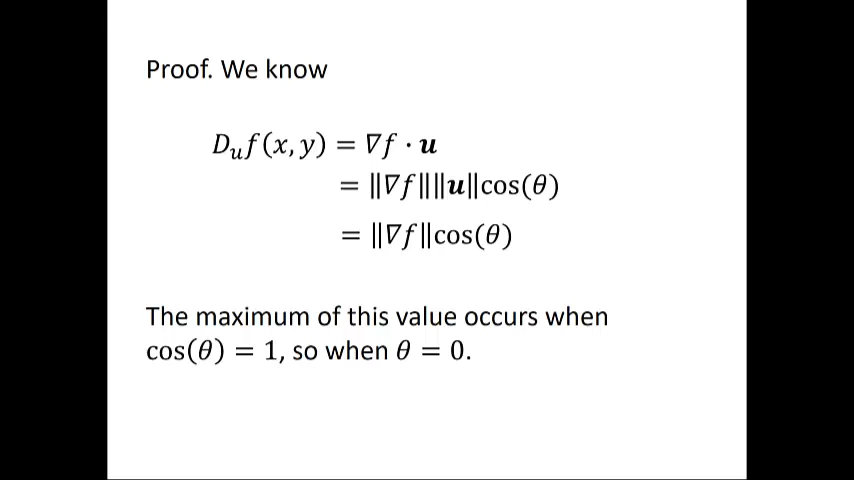 Proof. We know
D_u f(x, y) = ∇f · u
= ‖∇f‖‖u‖cos(θ)
= ‖∇f‖cos(θ)
The maximum of this value occurs when
cos(θ) = 1, so when θ = 0.